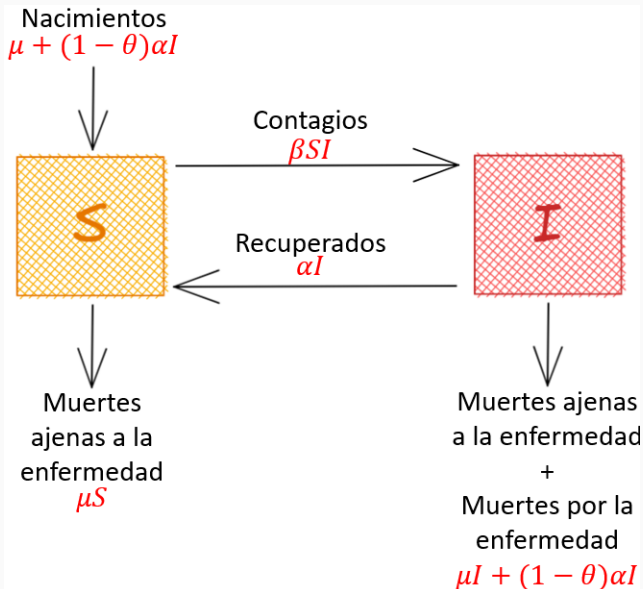 Nacimientos
μ + (1 − θ)αI
Contagios
βSI
S
I
Recuperados
αI
Muertes
ajenas a la
enfermedad
μS
Muertes ajenas
a la enfermedad
+
Muertes por la
enfermedad
μI + (1 − θ)αI